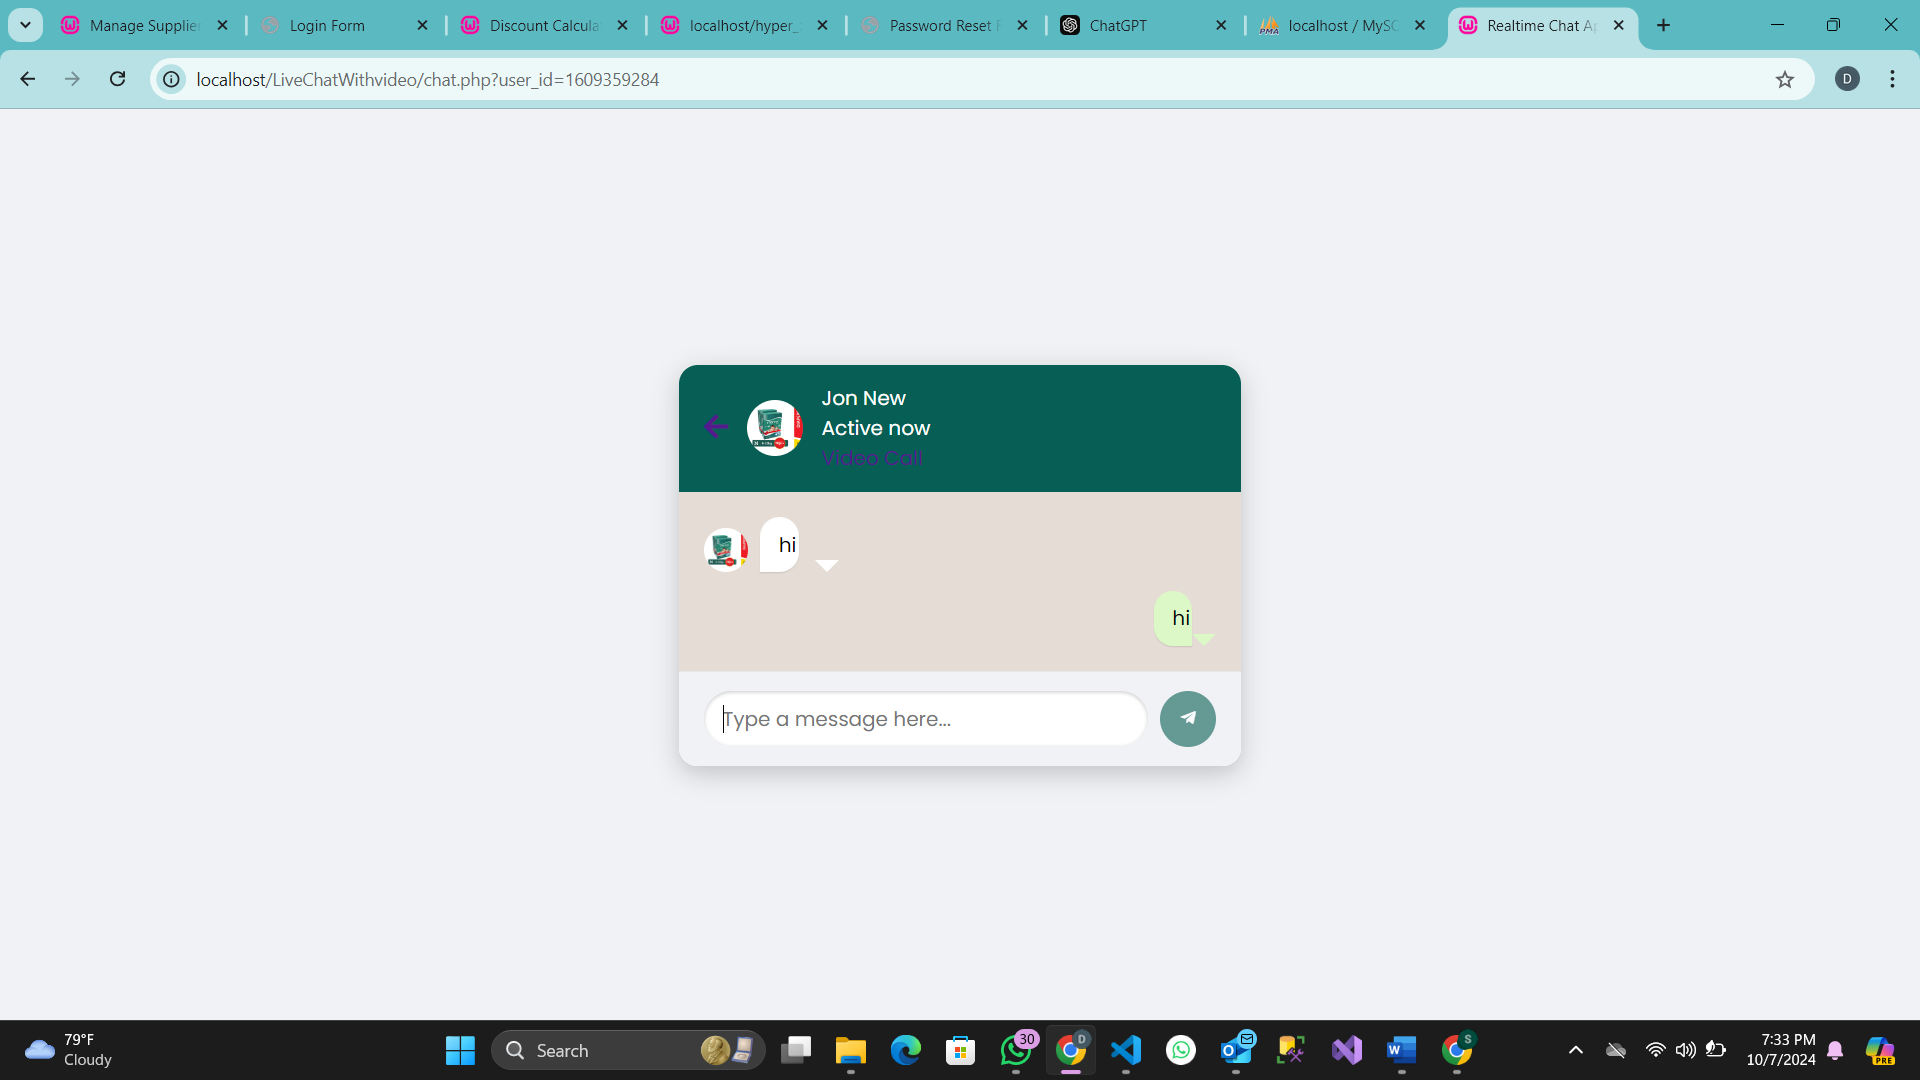 Manage Supplie
Login Form
Discount Calcula
localhost/hyper_
Password Reset
ChatGPT
localhost / MyS
Realtime Chat A
localhost/LiveChatWithvideo/chat.php?user_id=1609359284
D
Jon New
Active now
Video Call
hi
hi
Type a message here...
79°F
Cloudy
Search
30
D
S
7:33 PM
10/7/2024
PRE